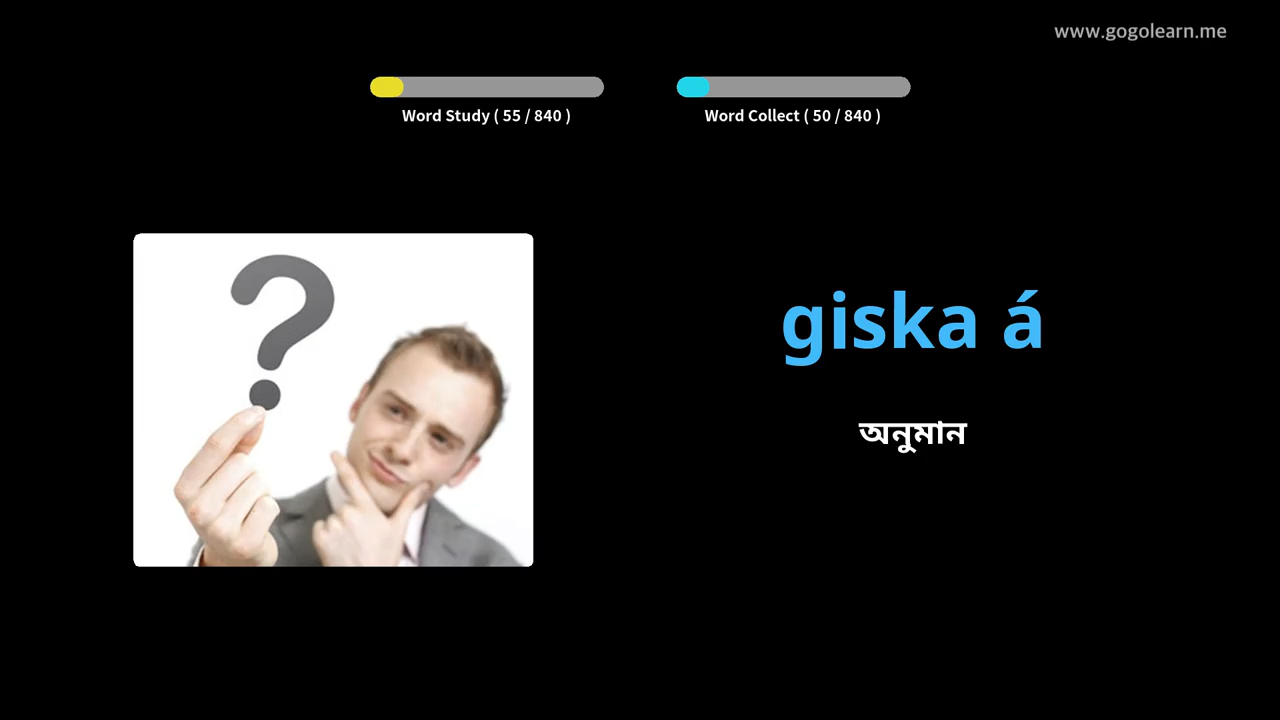 www.gogolearn.me
Word Study ( 55 / 840 )
Word Collect ( 50 / 840 )
giska á
অনুমান